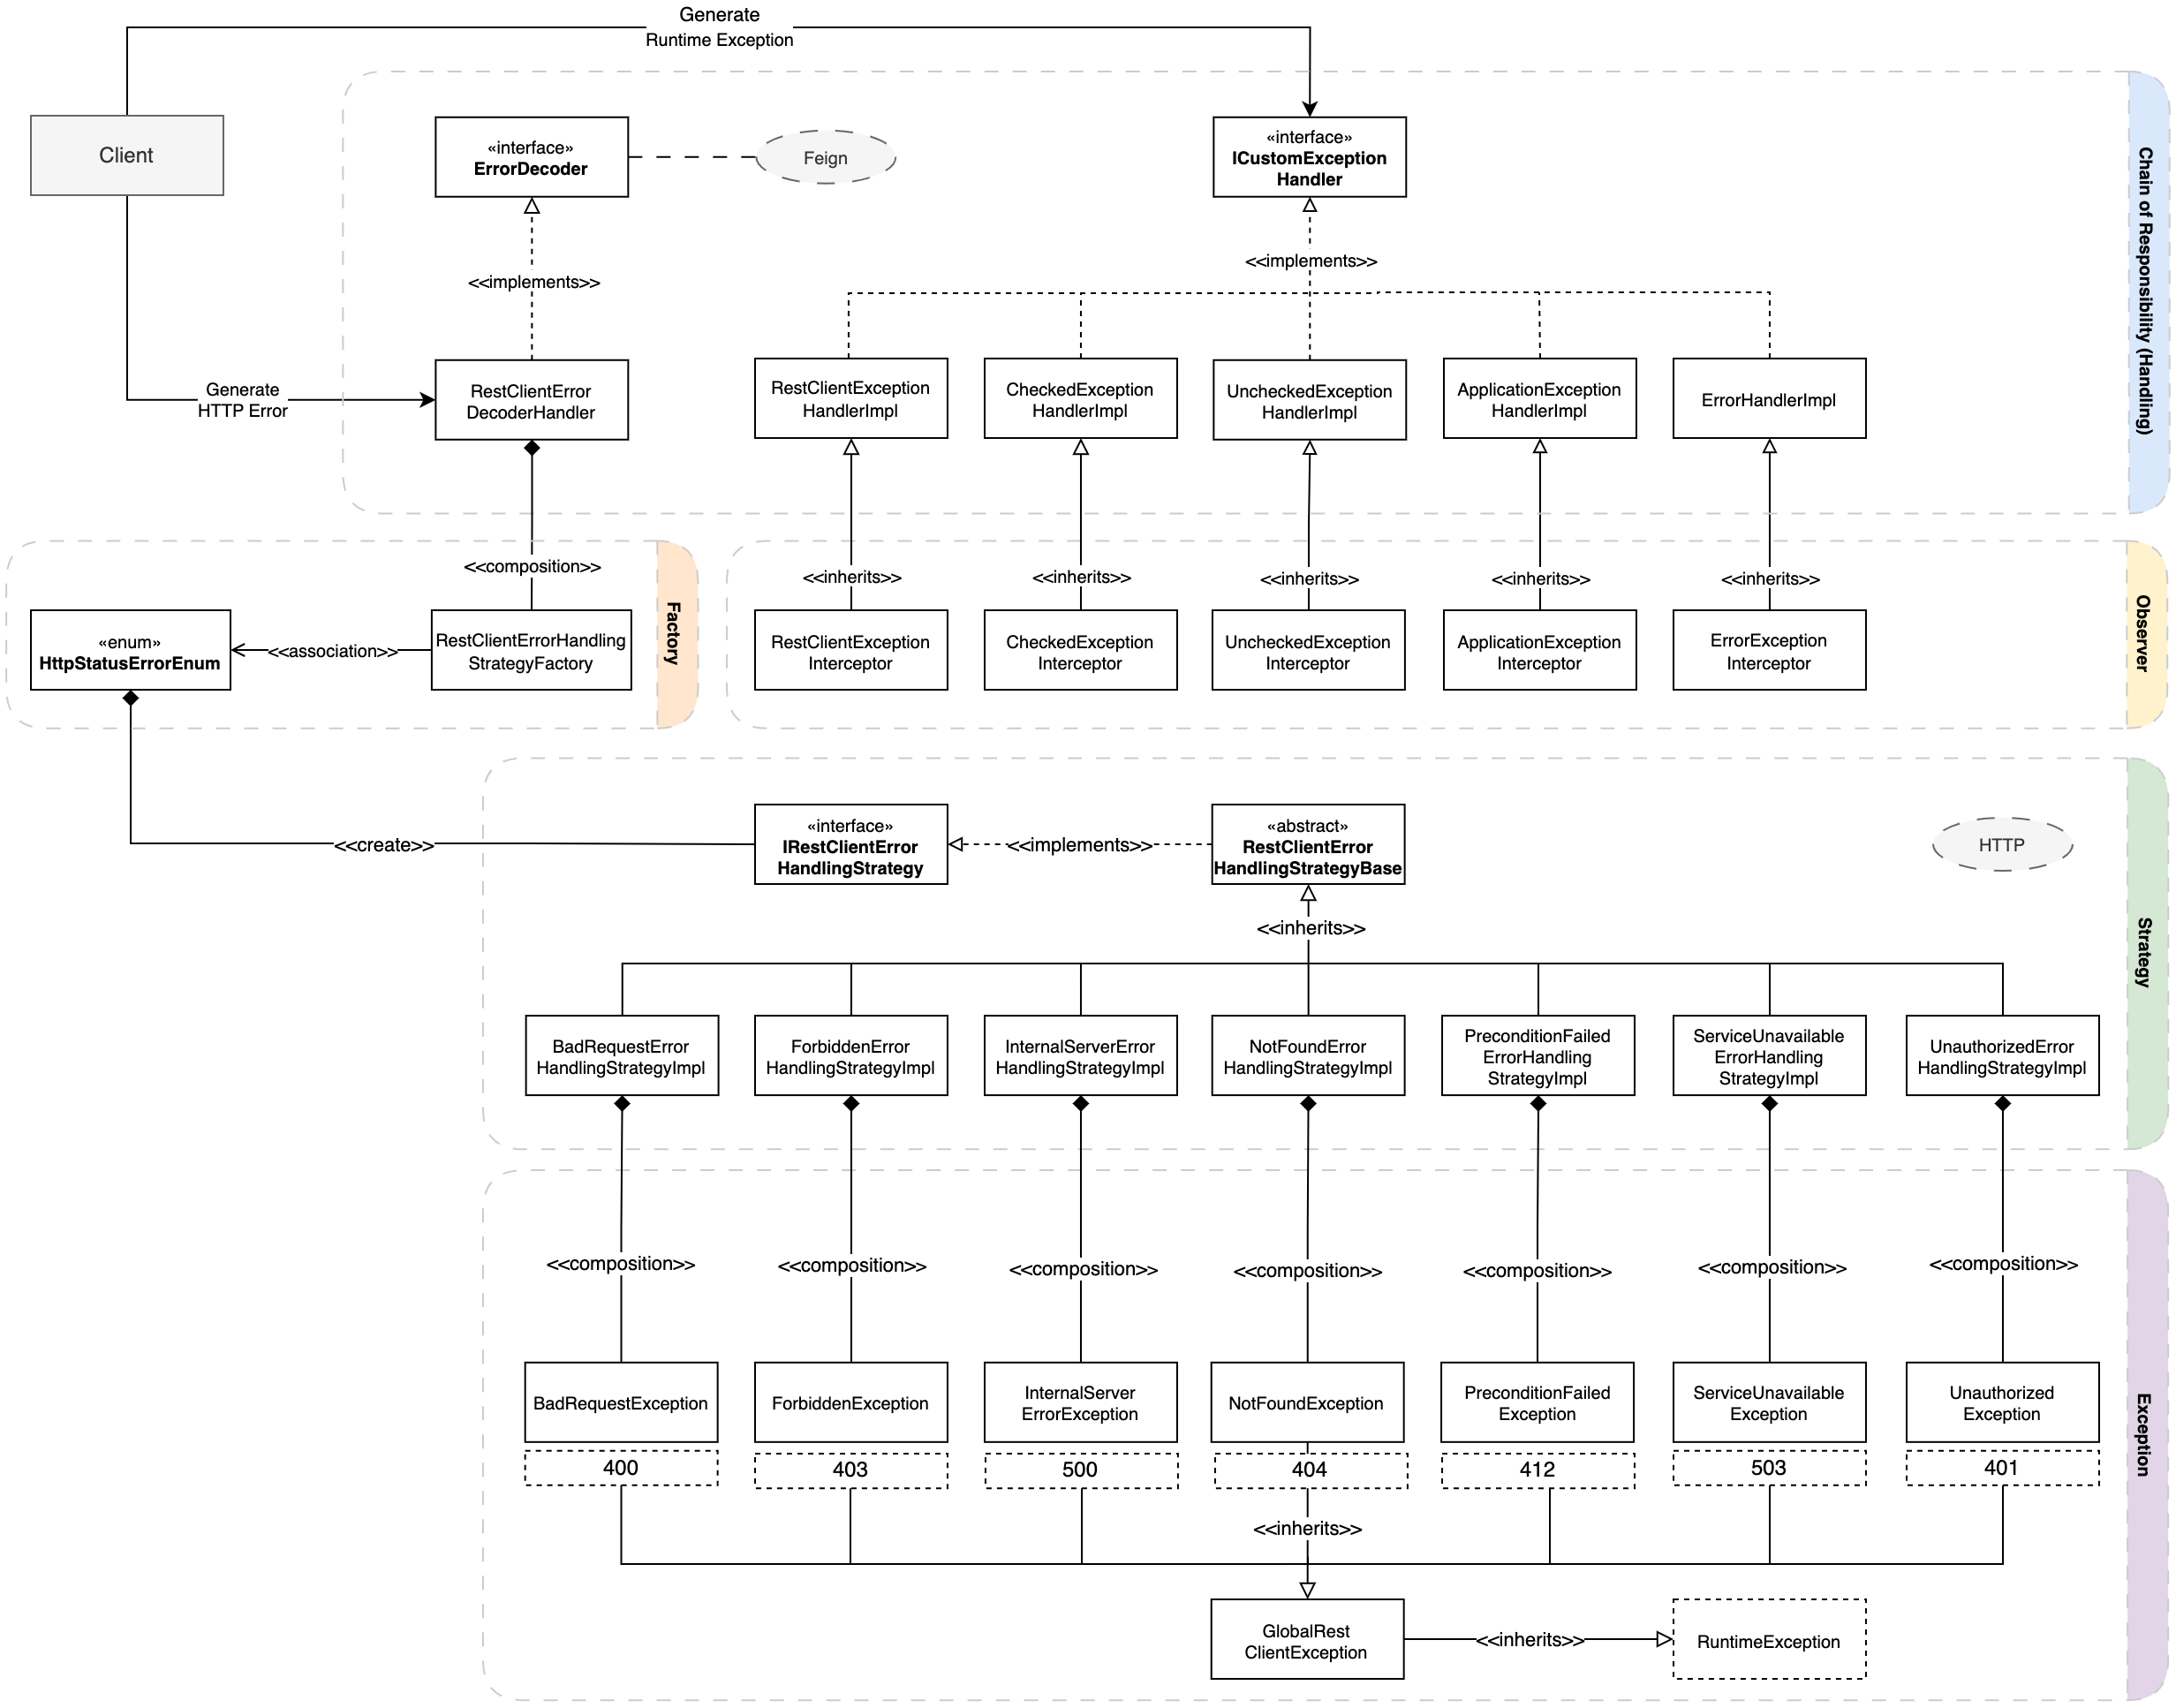 Generate
Runtime Exception
Client
«interface»
ErrorDecoder
Feign
«interface»
ICustomException
Handler
Chain of Responsibility (Handling)
<<implements>>
<<implements>>
Generate
HTTP Error
RestClientError
DecoderHandler
RestClientException
HandlerImpl
CheckedException
HandlerImpl
UncheckedException
HandlerImpl
ApplicationException
HandlerImpl
ErrorHandlerImpl
<<composition>>
<<inherits>>
<<inherits>>
<<inherits>>
<<inherits>>
<<inherits>>
«enum»
HttpStatusErrorEnum
<<association>>
RestClientErrorHandling
StrategyFactory
Factory
RestClientException
Interceptor
CheckedException
Interceptor
UncheckedException
Interceptor
ApplicationException
Interceptor
ErrorException
Interceptor
Observer
<<create>>
«interface»
IRestClientError
HandlingStrategy
<<implements>>
«abstract»
RestClientError
HandlingStrategyBase
HTTP
Strategy
<<inherits>>
BadRequestError
HandlingStrategyImpl
ForbiddenError
HandlingStrategyImpl
InternalServerError
HandlingStrategyImpl
NotFoundError
HandlingStrategyImpl
PreconditionFailed
ErrorHandling
StrategyImpl
ServiceUnavailable
ErrorHandling
StrategyImpl
UnauthorizedError
HandlingStrategyImpl
<<composition>>
<<composition>>
<<composition>>
<<composition>>
<<composition>>
<<composition>>
<<composition>>
BadRequestException
ForbiddenException
InternalServer
ErrorException
NotFoundException
PreconditionFailed
Exception
ServiceUnavailable
Exception
Unauthorized
Exception
Exception
400
403
500
404
412
503
401
<<inherits>>
GlobalRest
ClientException
<<inherits>>
RuntimeException